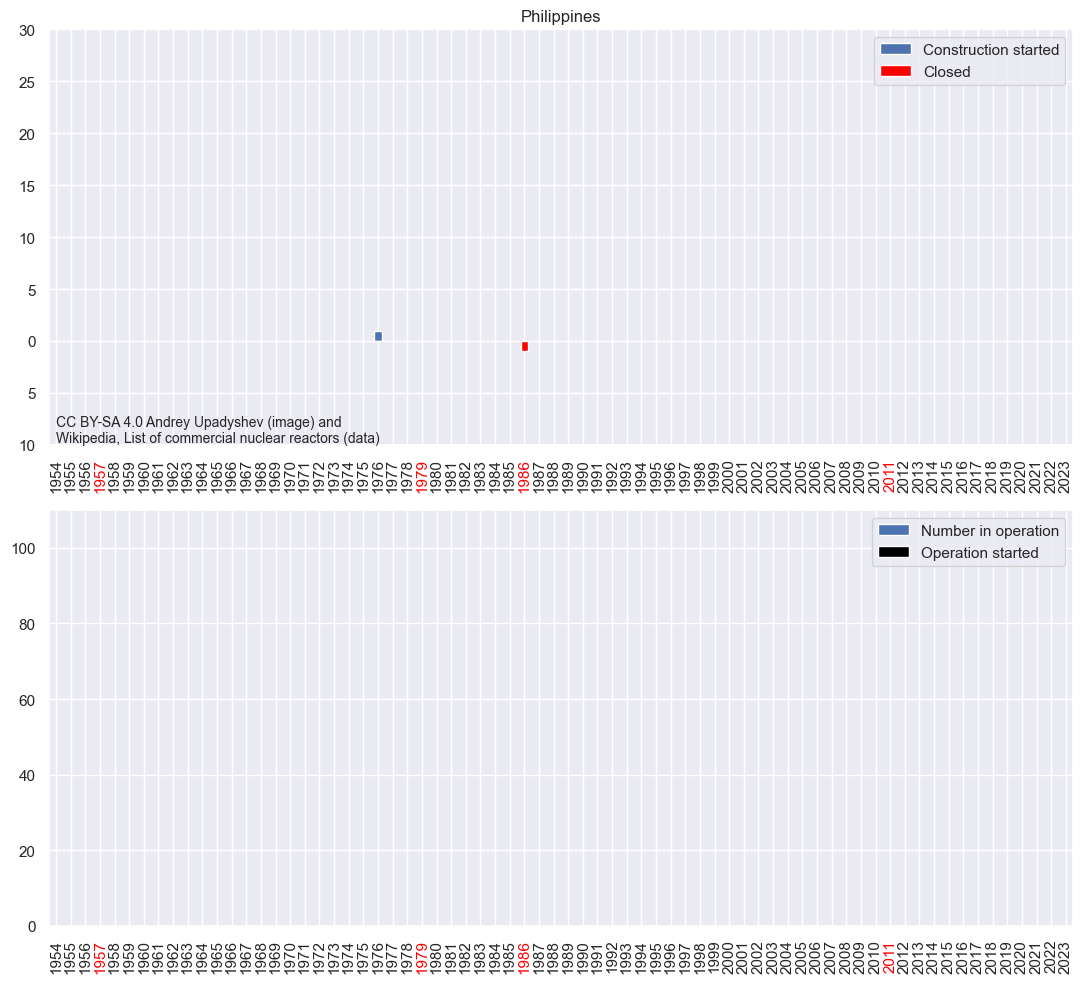 Philippines
30
25
20
15
10
5
0
5
10
Construction started
Closed
CC BY-SA 4.0 Andrey Upadyshev (image) and
Wikipedia, List of commercial nuclear reactors (data)
1954 1955 1956 1957 1958 1959 1960 1961 1962 1963 1964 1965 1966 1967 1968 1969 1970 1971 1972 1973 1974 1975 1976 1977 1978 1979 1980 1981 1982 1983 1984 1985 1986 1987 1988 1989 1990 1991 1992 1993 1994 1995 1996 1997 1998 1999 2000 2001 2002 2003 2004 2005 2006 2007 2008 2009 2010 2011 2012 2013 2014 2015 2016 2017 2018 2019 2020 2021 2022 2023
100
80
60
40
20
0
Number in operation
Operation started
1954 1955 1956 1957 1958 1959 1960 1961 1962 1963 1964 1965 1966 1967 1968 1969 1970 1971 1972 1973 1974 1975 1976 1977 1978 1979 1980 1981 1982 1983 1984 1985 1986 1987 1988 1989 1990 1991 1992 1993 1994 1995 1996 1997 1998 1999 2000 2001 2002 2003 2004 2005 2006 2007 2008 2009 2010 2011 2012 2013 2014 2015 2016 2017 2018 2019 2020 2021 2022 2023